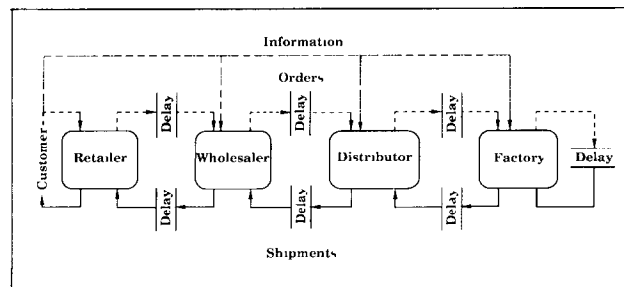 Information
Orders
Delay
Delay
Delay
Customer
Retailer
Wholesaler
Distributor
Factory
Delay
Delay
Delay
Delay
Shipments